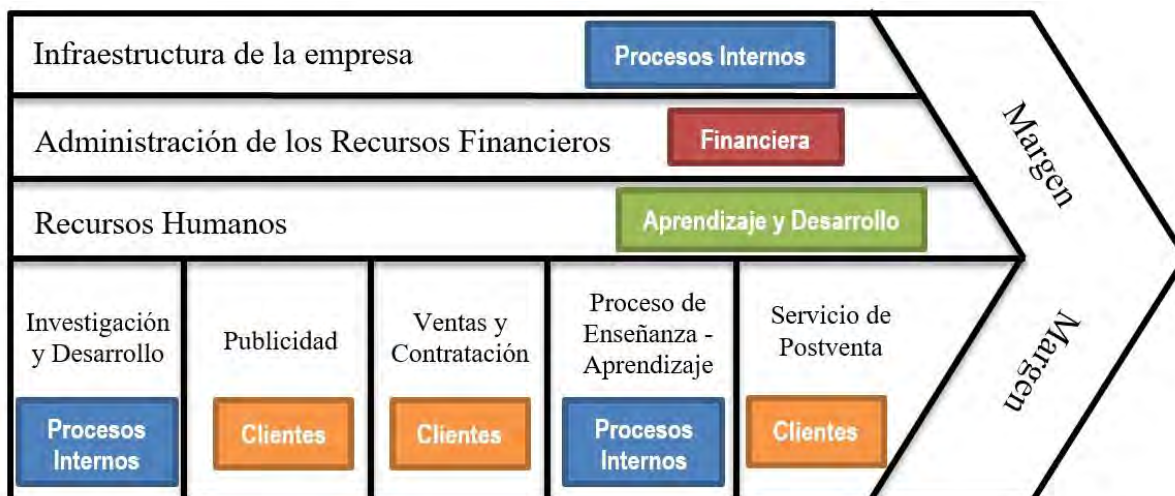 Infraestructura de la empresa
Procesos Internos
Administración de los Recursos Financieros
Financiera
Recursos Humanos
Aprendizaje y Desarrollo
Margen
Margen
Investigación
y Desarrollo
Procesos
Internos
Publicidad
Clientes
Ventas y
Contratación
Clientes
Proceso de
Enseñanza -
Aprendizaje
Procesos
Internos
Servicio de
Postventa
Clientes